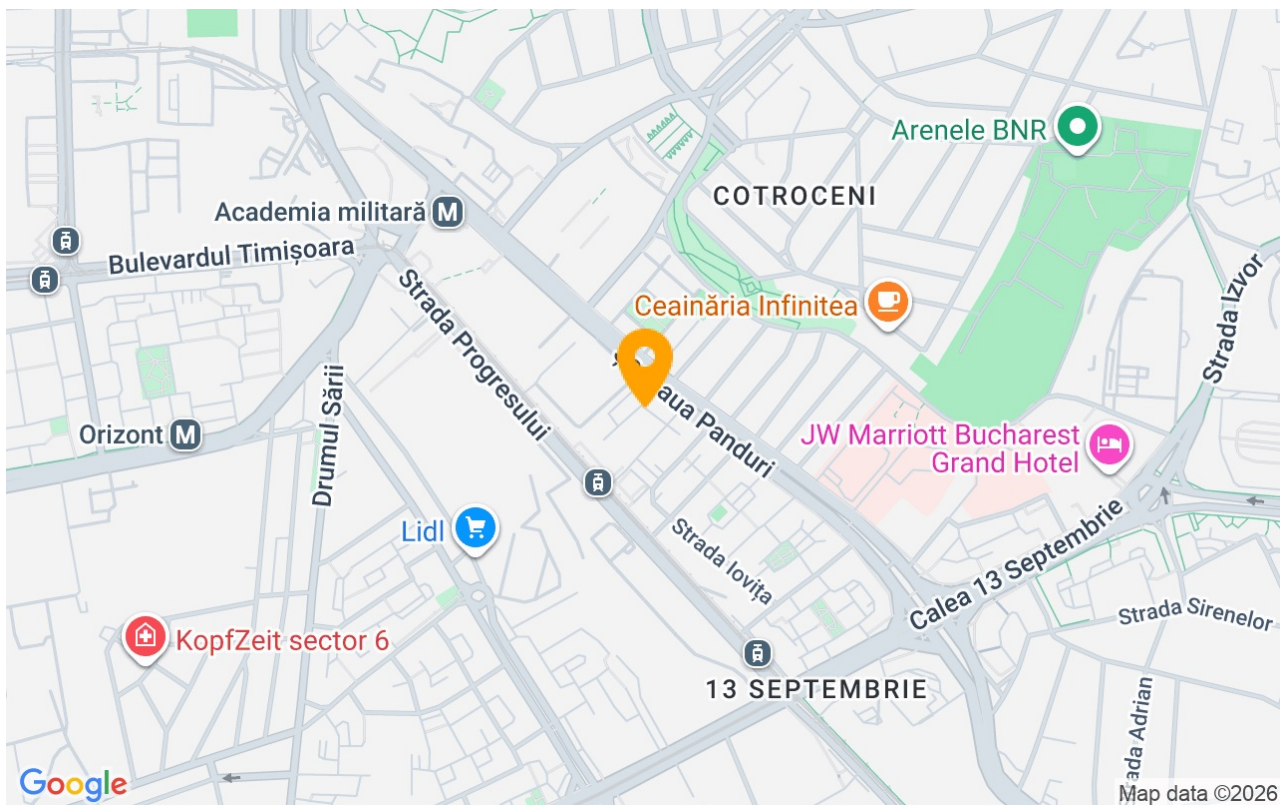 Arenele BNR
COTROCENI
Academia militară M
Bulevardul Timișoara
Ceainăria Infinitea
Strada Izvor
Strada Progresului
aua Panduri
Orizont M
Drumul Sării
JW Marriott Bucharest
Grand Hotel
Lidl
Strada Iovița
Calea 13 Septembrie
Strada Sirenelor
KopfZeit sector 6
13 SEPTEMBRIE
ada Adrian
Google
Map data ©2026